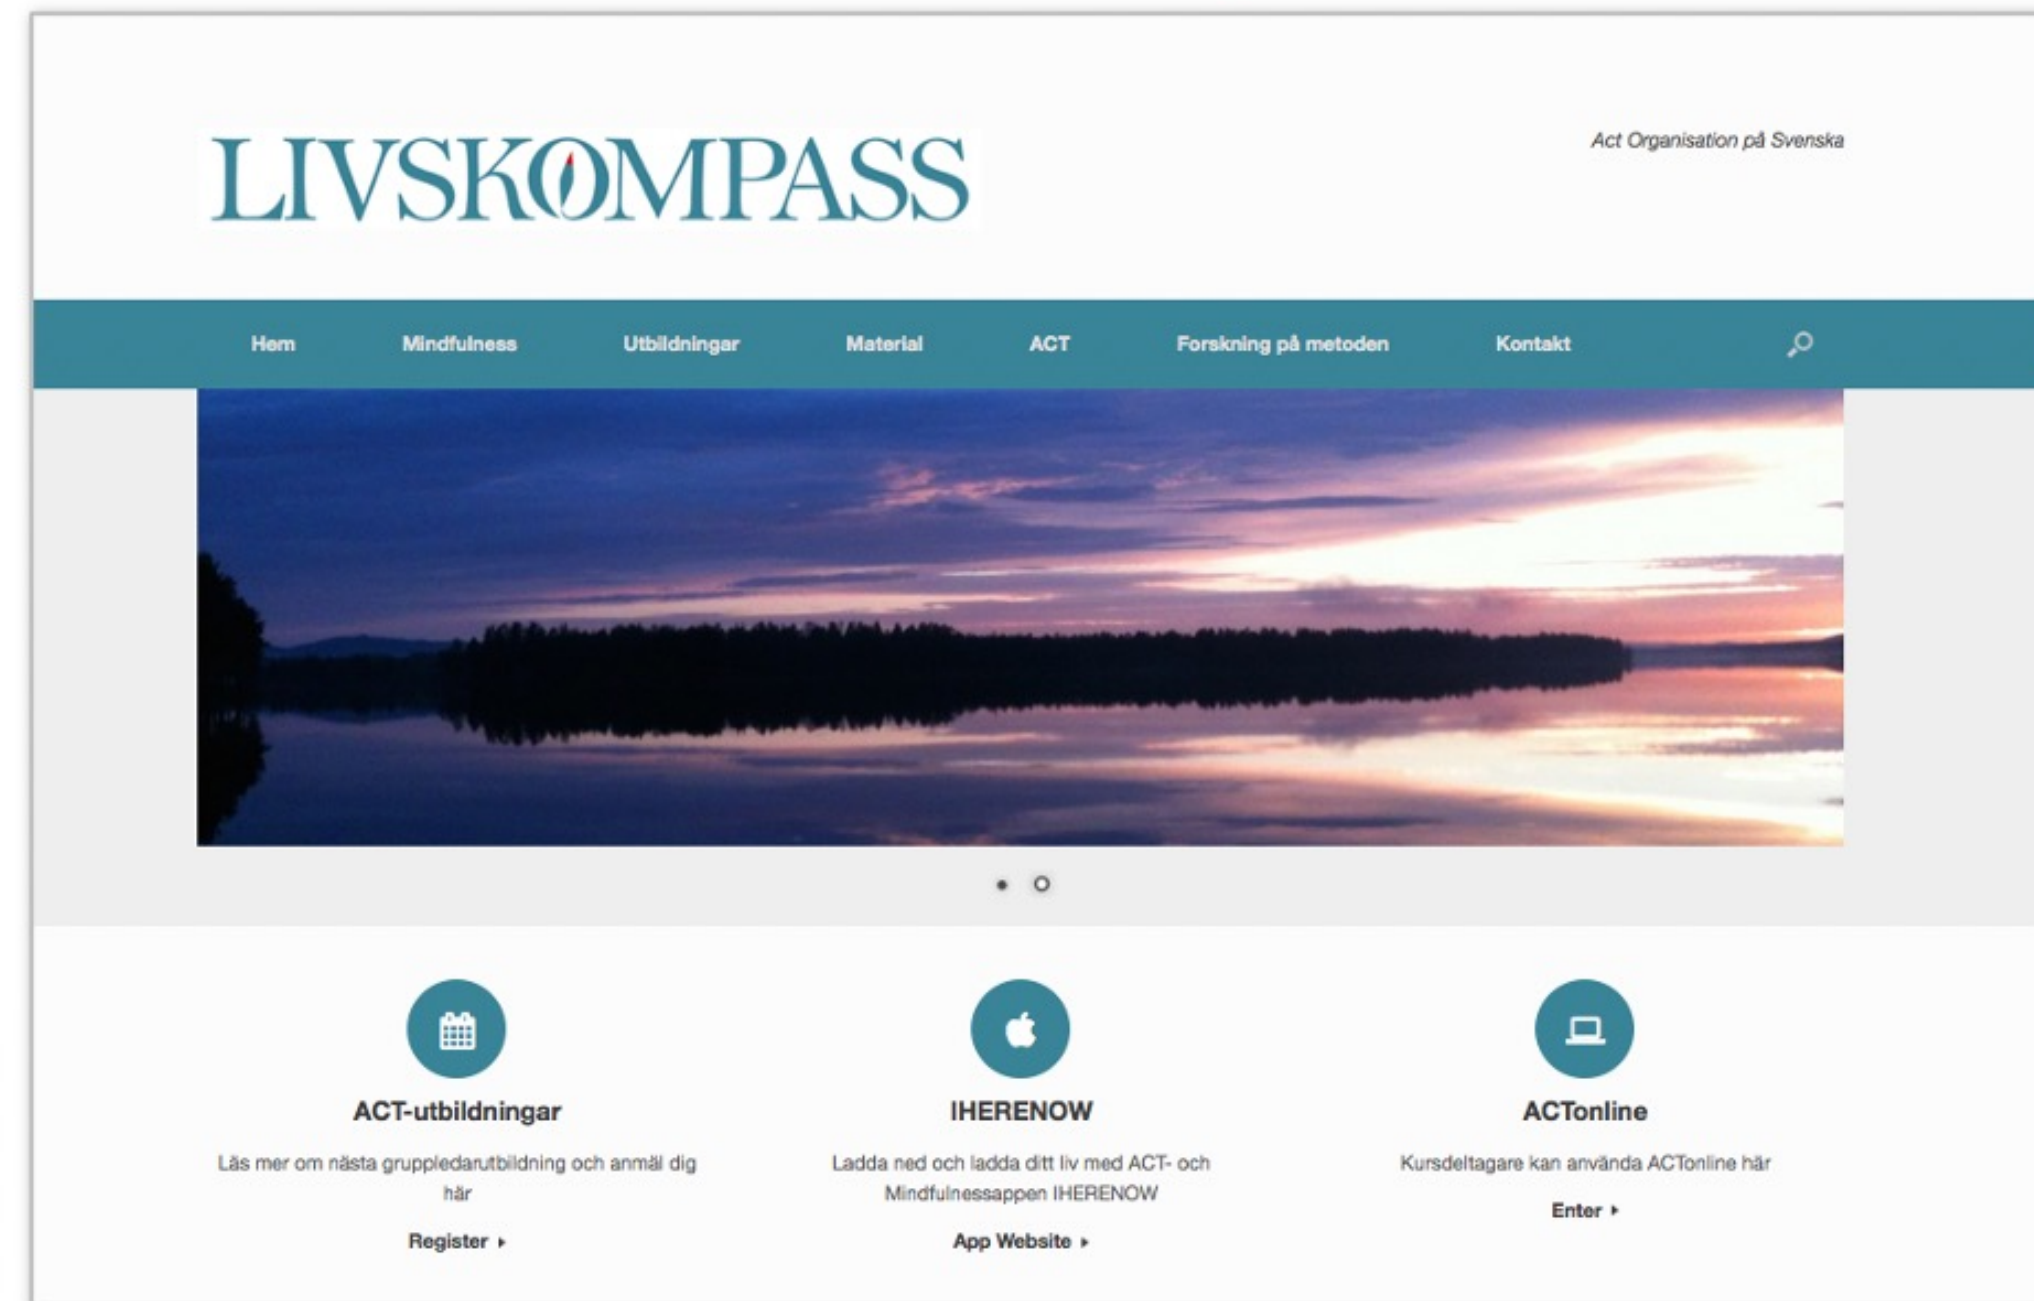 LIVSKOMPASS
Act Organisation på Svenska
Hem Mindfulness Utbildningar Material ACT Forskning på metoden Kontakt
ACT-utbildningar
Läs mer om nästa gruppledarutbildning och anmäl dig
här
Register
IHERENOW
Ladda ned och ladda ditt liv med ACT- och
Mindfulnessappen IHERENOW
App Website
ACTonline
Kursdeltagare kan använda ACTonline här
Enter